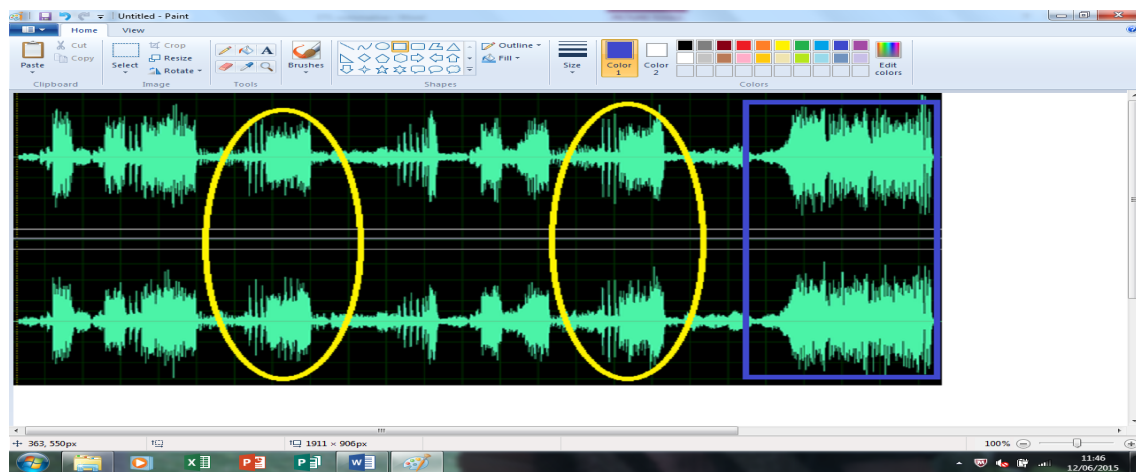 Untitled - Paint
Home View
Paste
Cut
Copy
Clipboard
Select
Crop
Resize
Rotate
Image
Tools
Brushes
Shapes
Outline
Fill
Size
Color 1
Color 2
Edit colors
Colors
363, 550px
1911 × 906px
100%
11:46
12/06/2015